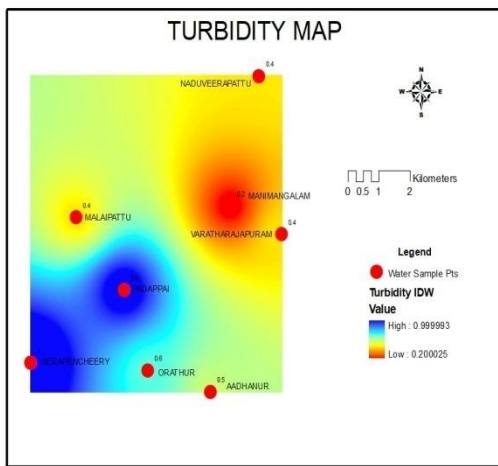 TURBIDITY MAP
0.4
NADUVEERAPATTU
N
W E
S
0.2 MANIMANGALAM
Kilometers
0 0.5 1 2
0.4
MALAIPATTU
0.4
VARATHARAJAPURAM
Legend
Water Sample Pts
PADAPPAI
Turbidity IDW
Value
High : 0.999993
Low : 0.200025
0.6
ORATHUR
0.5
AADHANUR